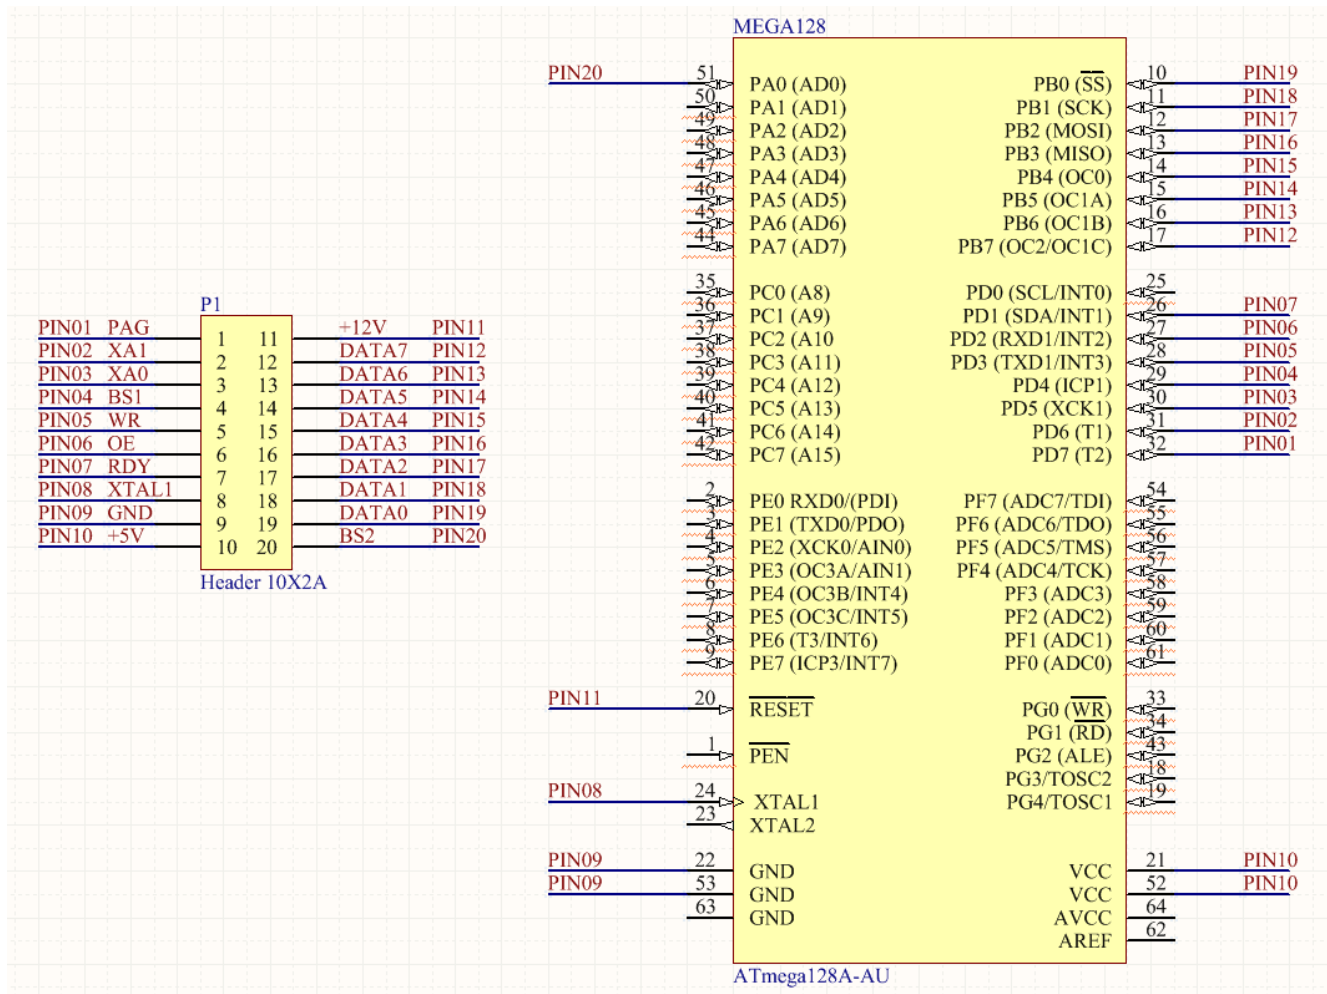 MEGA128
PIN20 51 PA0 (AD0) PB0 (SS) 10 PIN19
50 PA1 (AD1) PB1 (SCK) 11 PIN18
49 PA2 (AD2) PB2 (MOSI) 12 PIN17
48 PA3 (AD3) PB3 (MISO) 13 PIN16
47 PA4 (AD4) PB4 (OC0) 14 PIN15
46 PA5 (AD5) PB5 (OC1A) 15 PIN14
45 PA6 (AD6) PB6 (OC1B) 16 PIN13
44 PA7 (AD7) PB7 (OC2/OC1C) 17 PIN12
35 PC0 (A8) PD0 (SCL/INT0) 25
36 PC1 (A9) PD1 (SDA/INT1) 26 PIN07
37 PC2 (A10 PD2 (RXD1/INT2) 27 PIN06
38 PC3 (A11) PD3 (TXD1/INT3) 28 PIN05
39 PC4 (A12) PD4 (ICP1) 29 PIN04
40 PC5 (A13) PD5 (XCK1) 30 PIN03
41 PC6 (A14) PD6 (T1) 31 PIN02
42 PC7 (A15) PD7 (T2) 32 PIN01
2 PE0 RXD0/(PDI) PF7 (ADC7/TDI) 54
3 PE1 (TXD0/PDO) PF6 (ADC6/TDO) 55
4 PE2 (XCK0/AIN0) PF5 (ADC5/TMS) 56
5 PE3 (OC3A/AIN1) PF4 (ADC4/TCK) 57
6 PE4 (OC3B/INT4) PF3 (ADC3) 58
7 PE5 (OC3C/INT5) PF2 (ADC2) 59
8 PE6 (T3/INT6) PF1 (ADC1) 60
9 PE7 (ICP3/INT7) PF0 (ADC0) 61
PIN11 20 RESET PG0 (WR) 33
PG1 (RD) 34
1 PEN PG2 (ALE) 43
PG3/TOSC2 18
PIN08 24 XTAL1 PG4/TOSC1 19
23 XTAL2
PIN09 22 GND VCC 21 PIN10
PIN09 53 GND VCC 52 PIN10
63 GND AVCC 64
AREF 62
ATmega128A-AU
P1
PIN01 PAG 1 11 +12V PIN11
PIN02 XA1 2 12 DATA7 PIN12
PIN03 XA0 3 13 DATA6 PIN13
PIN04 BS1 4 14 DATA5 PIN14
PIN05 WR 5 15 DATA4 PIN15
PIN06 OE 6 16 DATA3 PIN16
PIN07 RDY 7 17 DATA2 PIN17
PIN08 XTAL1 8 18 DATA1 PIN18
PIN09 GND 9 19 DATA0 PIN19
PIN10 +5V 10 20 BS2 PIN20
Header 10X2A